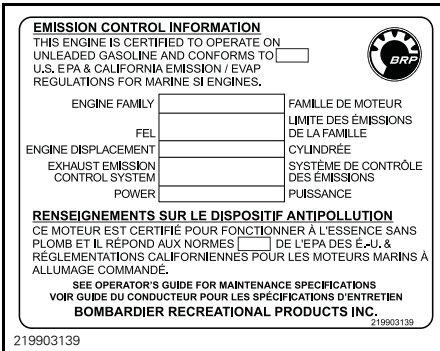 EMISSION CONTROL INFORMATION
THIS ENGINE IS CERTIFIED TO OPERATE ON
UNLEADED GASOLINE AND CONFORMS TO
U.S. EPA & CALIFORNIA EMISSION / EVAP
REGULATIONS FOR MARINE SI ENGINES.
BRP
ENGINE FAMILY FAMILLE DE MOTEUR
LIMITE DES ÉMISSIONS
FEL DE LA FAMILLE
ENGINE DISPLACEMENT CYLINDRÉE
EXHAUST EMISSION SYSTÈME DE CONTRÔLE
CONTROL SYSTEM DES ÉMISSIONS
POWER PUISSANCE
RENSEIGNEMENTS SUR LE DISPOSITIF ANTIPOLLUTION
CE MOTEUR EST CERTIFIÉ POUR FONCTIONNER À L'ESSENCE SANS
PLOMB ET IL RÉPOND AUX NORMES DE L'EPA DES É.-U. &
RÉGLEMENTATIONS CALIFORNIENNES POUR LES MOTEURS MARINS À
ALLUMAGE COMMANDÉ.
SEE OPERATOR'S GUIDE FOR MAINTENANCE SPECIFICATIONS
VOIR GUIDE DU CONDUCTEUR POUR LES SPÉCIFICATIONS D'ENTRETIEN
BOMBARDIER RECREATIONAL PRODUCTS INC.
219903139
219903139